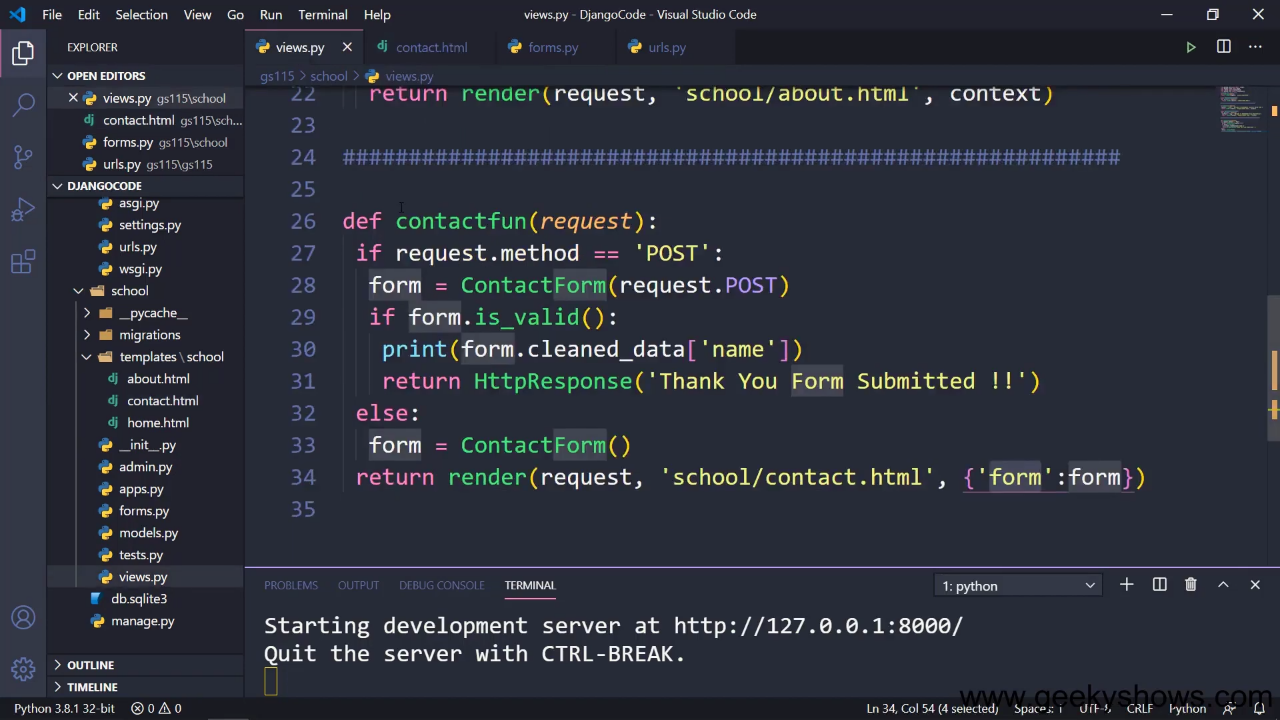 File Edit Selection View Go Run Terminal Help
views.py - DjangoCode - Visual Studio Code
EXPLORER
OPEN EDITORS
views.py gs115\school
contact.html gs115\sch...
forms.py gs115\school
urls.py gs115\gs115
DJANGOCODE
asgi.py
settings.py
urls.py
wsgi.py
school
__pycache__
migrations
templates \ school
about.html
contact.html
home.html
__init__.py
admin.py
apps.py
forms.py
models.py
tests.py
views.py
db.sqlite3
manage.py
OUTLINE
TIMELINE
views.py contact.html forms.py urls.py
gs115 > school > views.py
22 return render(request, 'school/about.html', context)
23
24 ###########################################################
25
26 def contactfun(request):
27 if request.method == 'POST':
28 form = ContactForm(request.POST)
29 if form.is_valid():
30 print(form.cleaned_data['name'])
31 return HttpResponse('Thank You Form Submitted !!')
32 else:
33 form = ContactForm()
34 return render(request, 'school/contact.html', {'form':form})
35
PROBLEMS OUTPUT DEBUG CONSOLE TERMINAL 1: python
Starting development server at http://127.0.0.1:8000/
Quit the server with CTRL-BREAK.
www.geekyshows.com
Python 3.8.1 32-bit 0 0 Ln 34, Col 54 (4 selected) Spaces: 1 UTF-8 CRLF Python